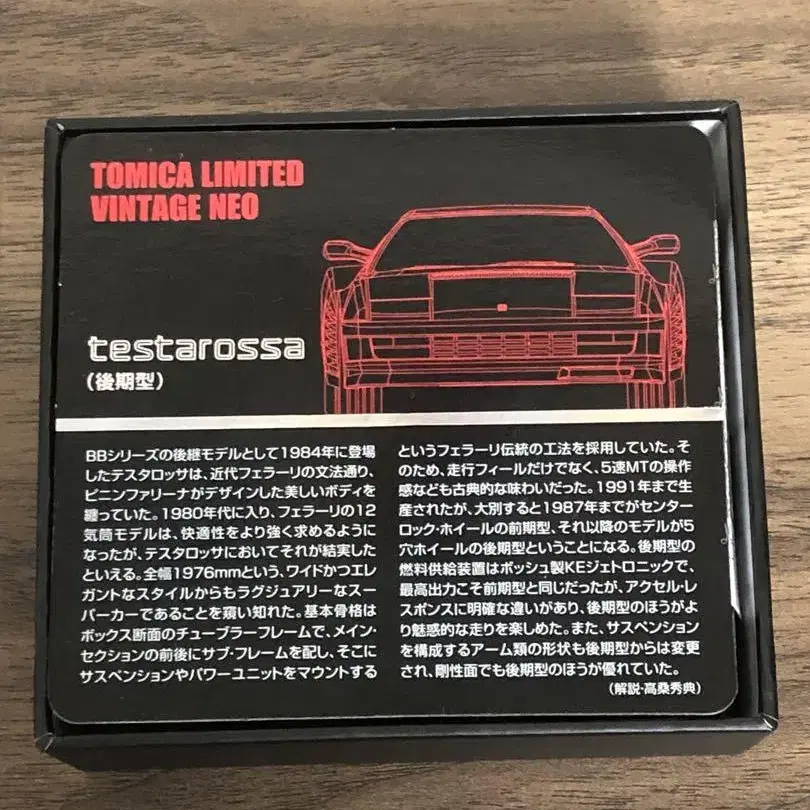 TOMICA LIMITED
VINTAGE NEO
testarossa
(後期型)
BBシリーズの後継モデルとして1984年に登場
したテスタロッサは、近代フェラーリの文法通り、
ピニンファリーナがデザインした美しいボディを
纏っていた。1980年代に入り、フェラーリの12
気筒モデルは、快適性をより強く求めるように
なったが、テスタロッサにおいてそれが結実した
といえる。全幅1976mmという、ワイドかつエレ
ガントなスタイルからもラグジュアリーなスー
パーカーであることを窺い知れた。基本骨格は
ボックス断面のチューブラーフレームで、メイン・
セクションの前後にサブ・フレームを配し、そこに
サスペンションやパワーユニットをマウントする
というフェラーリ伝統の工法を採用していた。そ
のため、走行フィールだけでなく、5速MTの操作
感なども古典的な味わいだった。1991年まで生
産されたが、大別すると1987年までがセンター
ロック・ホイールの前期型、それ以降のモデルが5
穴ホイールの後期型ということになる。後期型の
燃料供給装置はボッシュ製KEジェトロニックで、
最高出力こそ前期型と同じだったが、アクセル・レ
スポンスに明確な違いがあり、後期型のほうがよ
り魅惑的な走りを楽しめた。また、サスペンション
を構成するアーム類の形状も後期型からは変更
され、剛性面でも後期型のほうが優れていた。
(解説・高桑秀典)